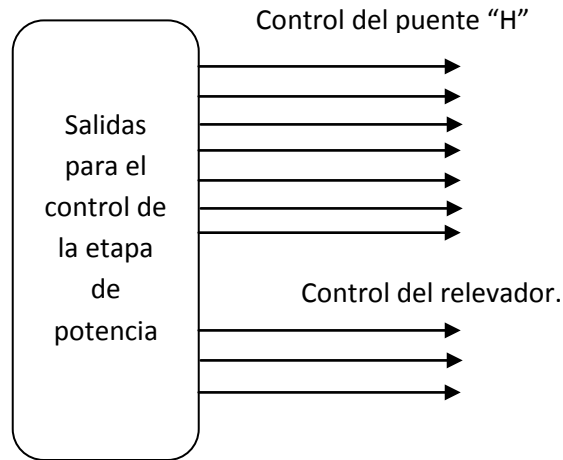 Control del puente “H”
Salidas
para el
control de
la etapa
de
potencia
Control del relevador.